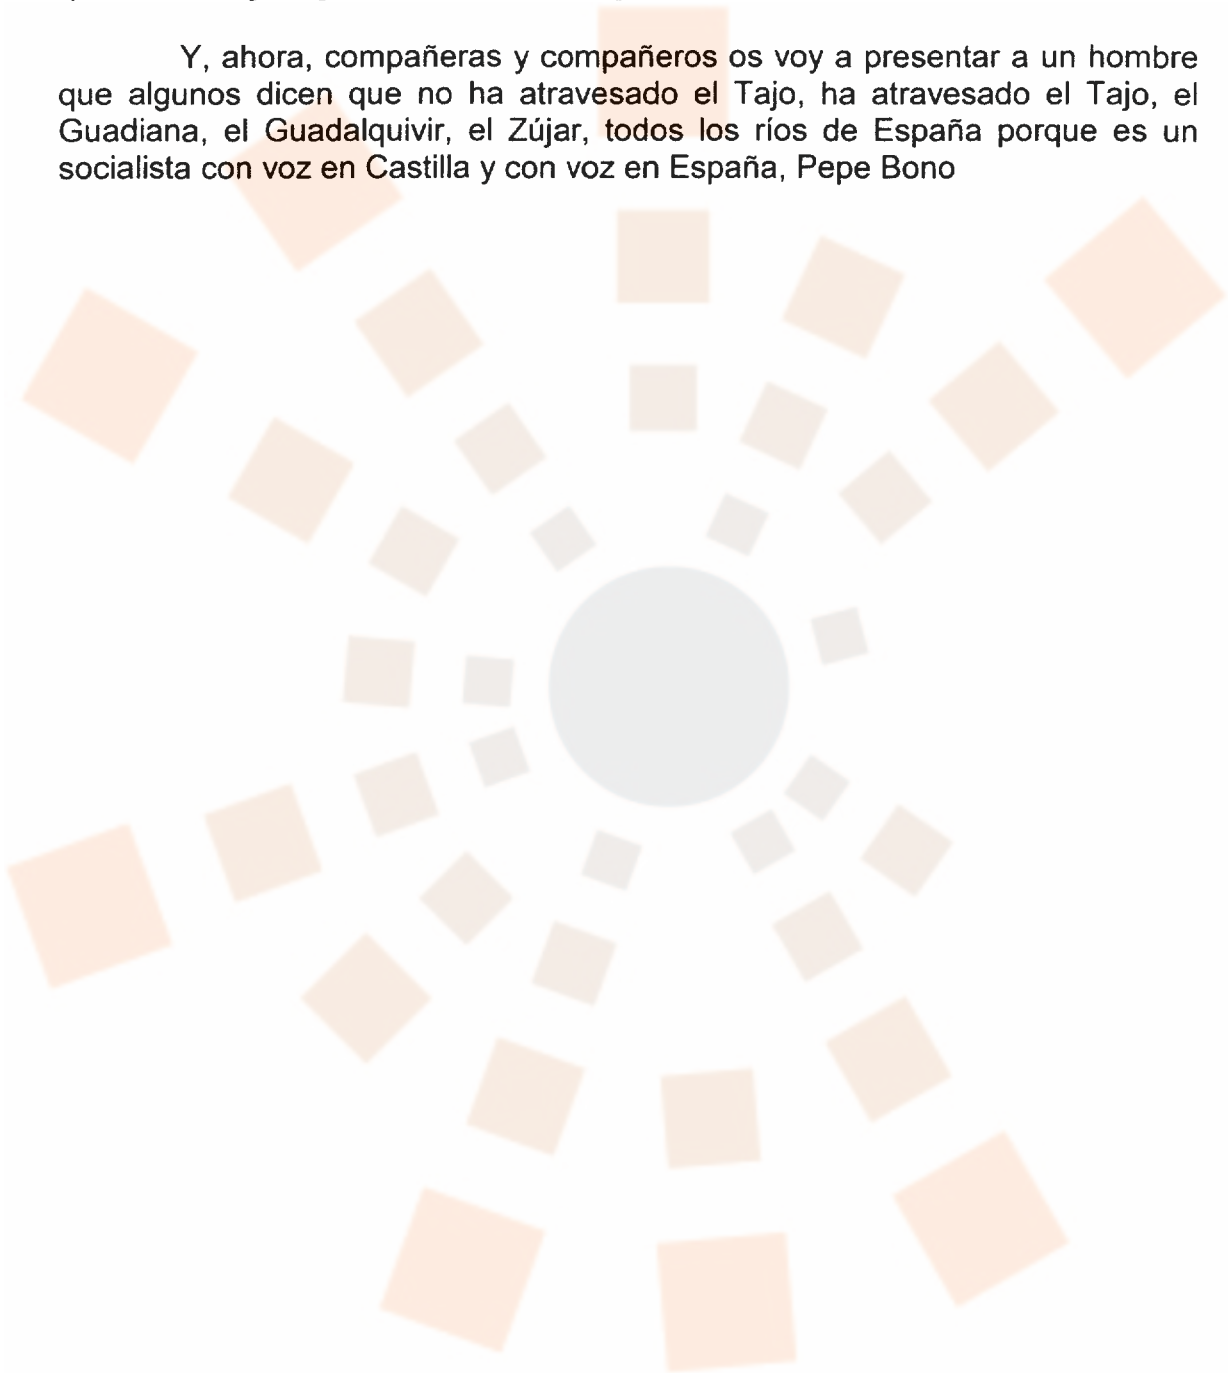 Y, ahora, compañeras y compañeros os voy a presentar a un hombre
que algunos dicen que no ha atravesado el Tajo, ha atravesado el Tajo, el
Guadiana, el Guadalquivir, el Zújar, todos los ríos de España porque es un
socialista con voz en Castilla y con voz en España, Pepe Bono